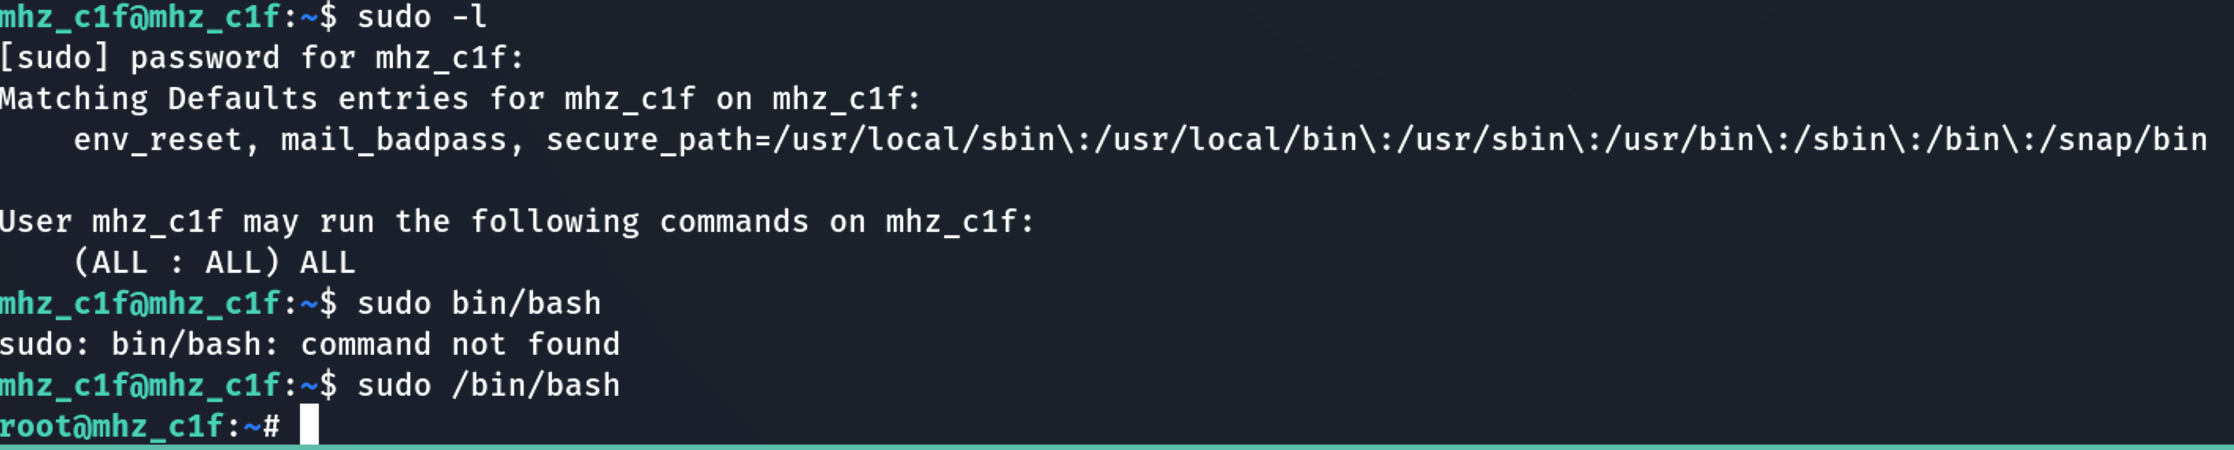 mhz_c1f@mhz_c1f:~$ sudo -l
[sudo] password for mhz_c1f:
Matching Defaults entries for mhz_c1f on mhz_c1f:
    env_reset, mail_badpass, secure_path=/usr/local/sbin\:/usr/local/bin\:/usr/sbin\:/usr/bin\:/sbin\:/bin\:/snap/bin

User mhz_c1f may run the following commands on mhz_c1f:
    (ALL : ALL) ALL
mhz_c1f@mhz_c1f:~$ sudo bin/bash
sudo: bin/bash: command not found
mhz_c1f@mhz_c1f:~$ sudo /bin/bash
root@mhz_c1f:~#